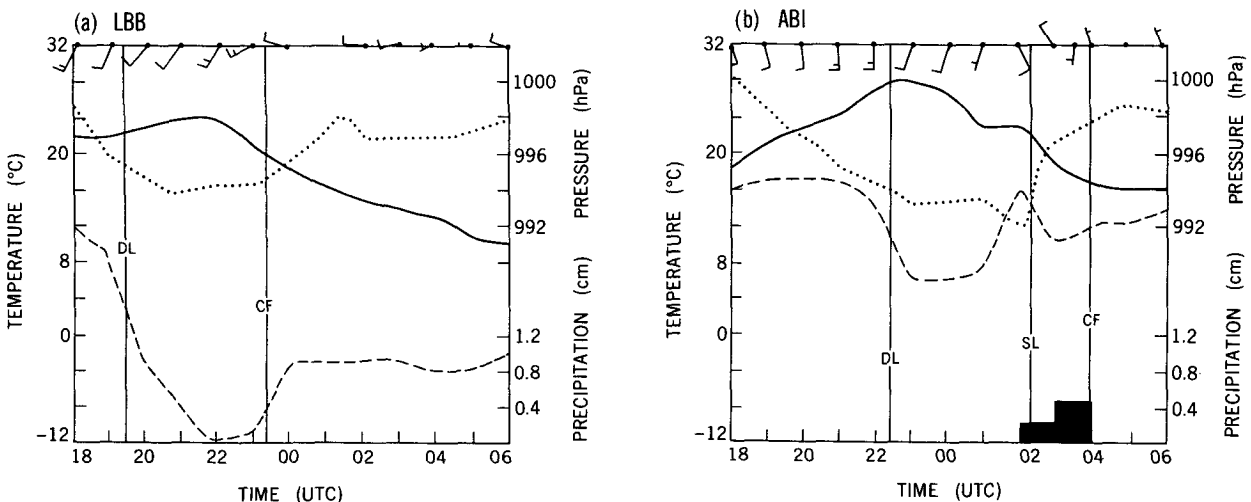 (a) LBB
32
20
8
0
-12
TEMPERATURE (°C)
1000
996
992
PRESSURE (hPa)
1.2
0.8
0.4
PRECIPITATION (cm)
DL
CF
18 20 22 00 02 04 06
TIME (UTC)
(b) ABI
32
20
8
0
-12
TEMPERATURE (°C)
1000
996
992
PRESSURE (hPa)
1.2
0.8
0.4
PRECIPITATION (cm)
DL
SL
CF
18 20 22 00 02 04 06
TIME (UTC)